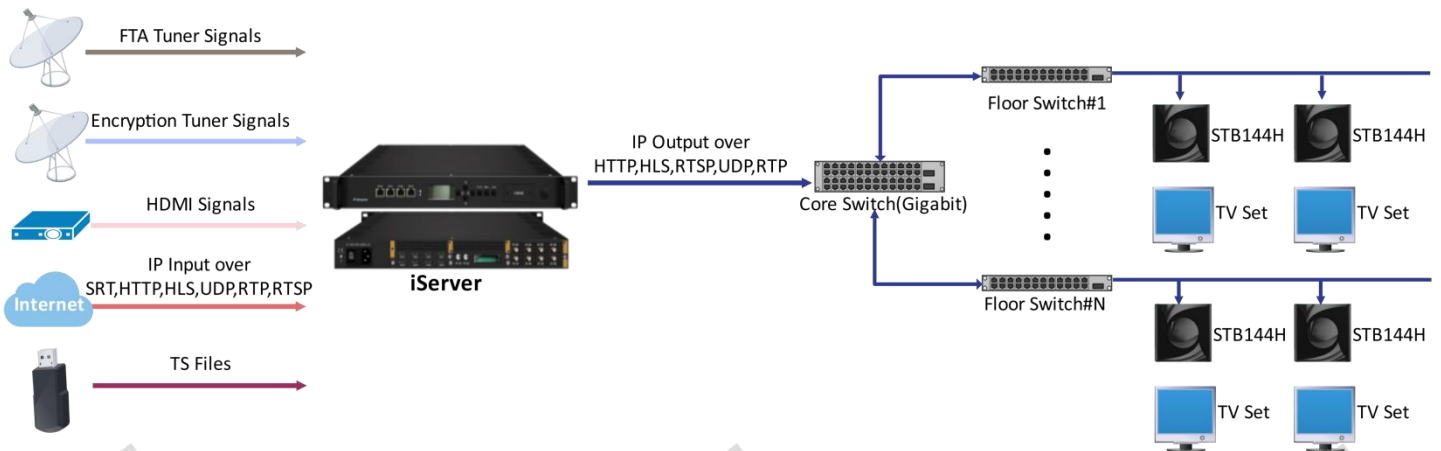 FTA Tuner Signals
Encryption Tuner Signals
HDMI Signals
IP Input over
SRT,HTTP,HLS,UDP,RTP,RTSP
Internet
TS Files
iServer
IP Output over
HTTP,HLS,RTSP,UDP,RTP
Core Switch(Gigabit)
Floor Switch#1
STB144H
STB144H
TV Set
TV Set
Floor Switch#N
STB144H
STB144H
TV Set
TV Set